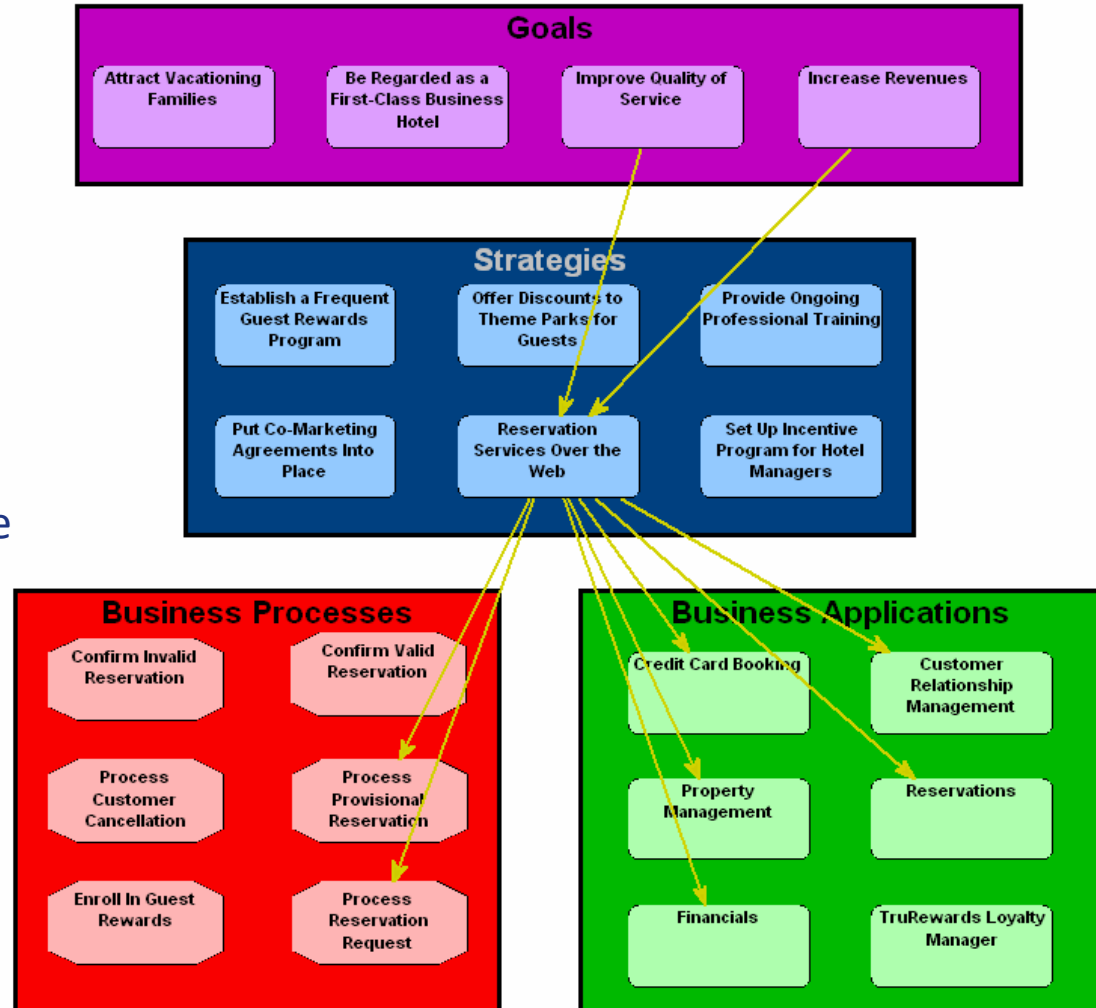 Goals
Attract Vacationing
Families
Be Regarded as a
First-Class Business
Hotel
Improve Quality of
Service
Increase Revenues
Strategies
Establish a Frequent
Guest Rewards
Program
Offer Discounts to
Theme Parks for
Guests
Provide Ongoing
Professional Training
Put Co-Marketing
Agreements Into
Place
Reservation
Services Over the
Web
Set Up Incentive
Program for Hotel
Managers
e
Business Processes
Confirm Invalid
Reservation
Confirm Valid
Reservation
Process
Customer
Cancellation
Process
Provisional
Reservation
Enroll In Guest
Rewards
Process
Reservation
Request
Business Applications
Credit Card Booking
Customer
Relationship
Management
Property
Management
Reservations
Financials
TruRewards Loyalty
Manager